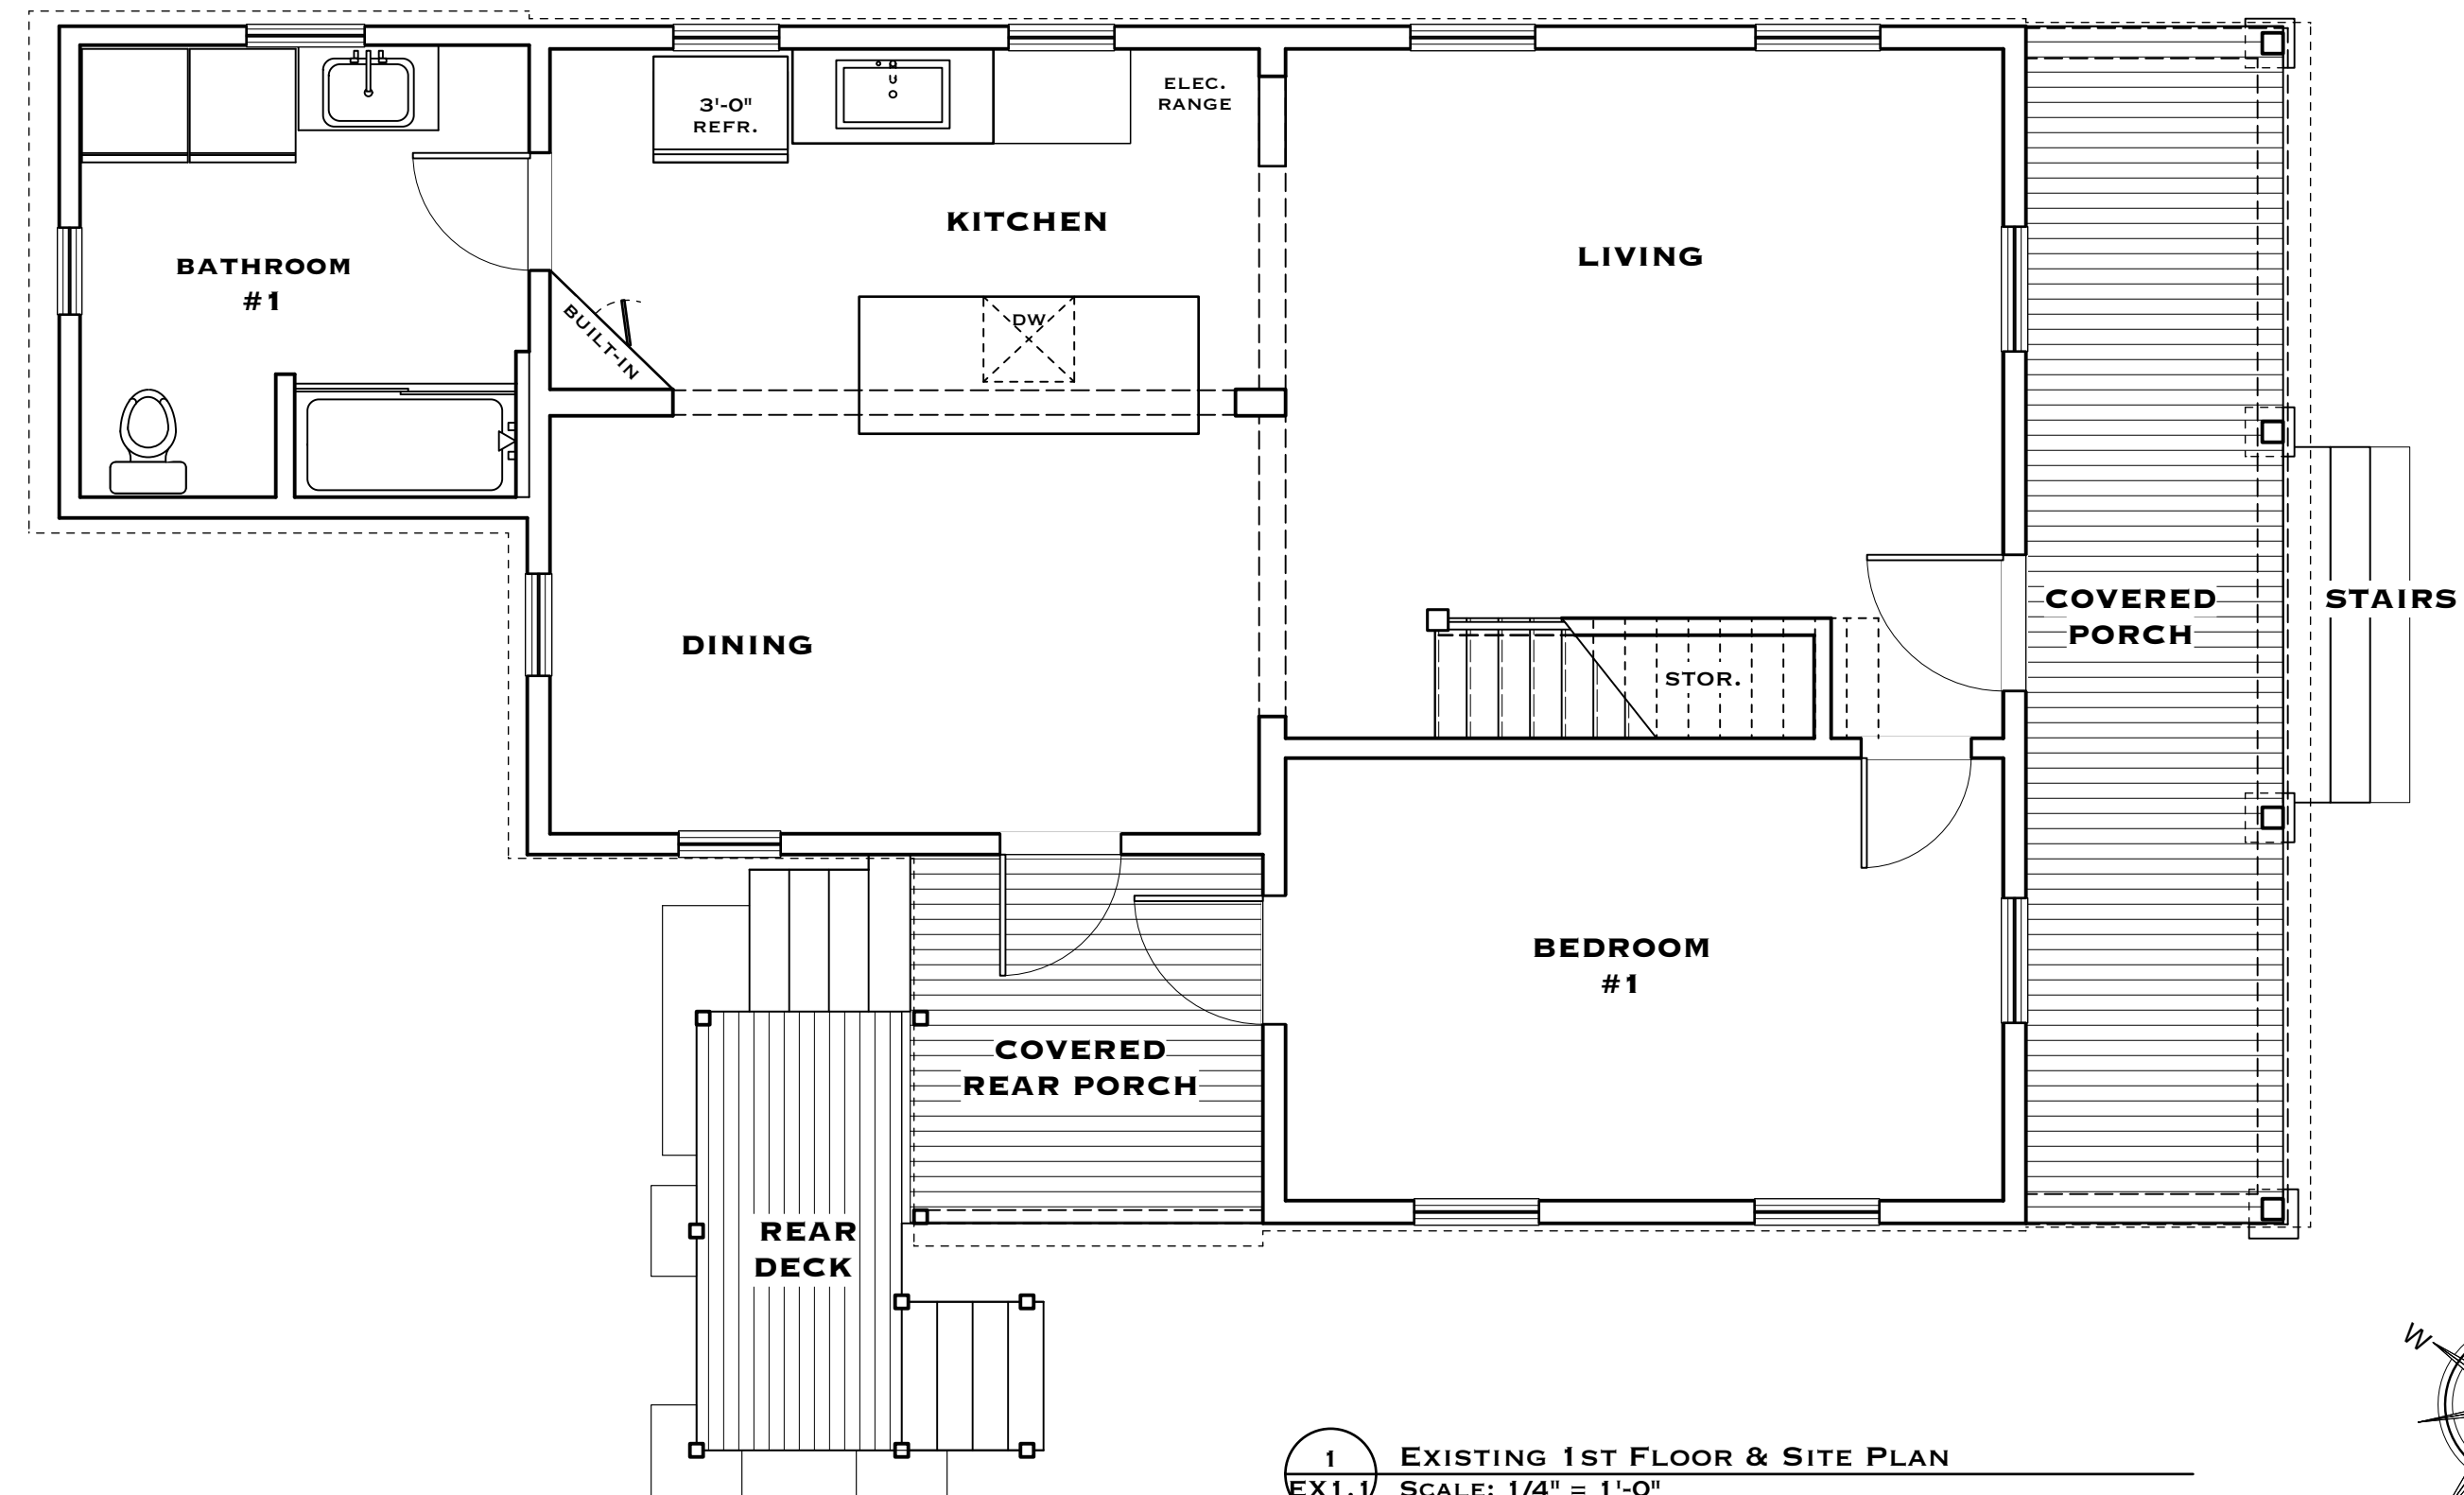 ELEC.
RANGE
3'-0"
REFR.
KITCHEN
LIVING
BATHROOM
#1
BUILT-IN
DW
COVERED
PORCH
STAIRS
DINING
STOR.
BEDROOM
#1
COVERED
REAR PORCH
REAR
DECK
W
1
EXISTING 1ST FLOOR & SITE PLAN
EX1.1
SCALE: 1/4" = 1'-0"